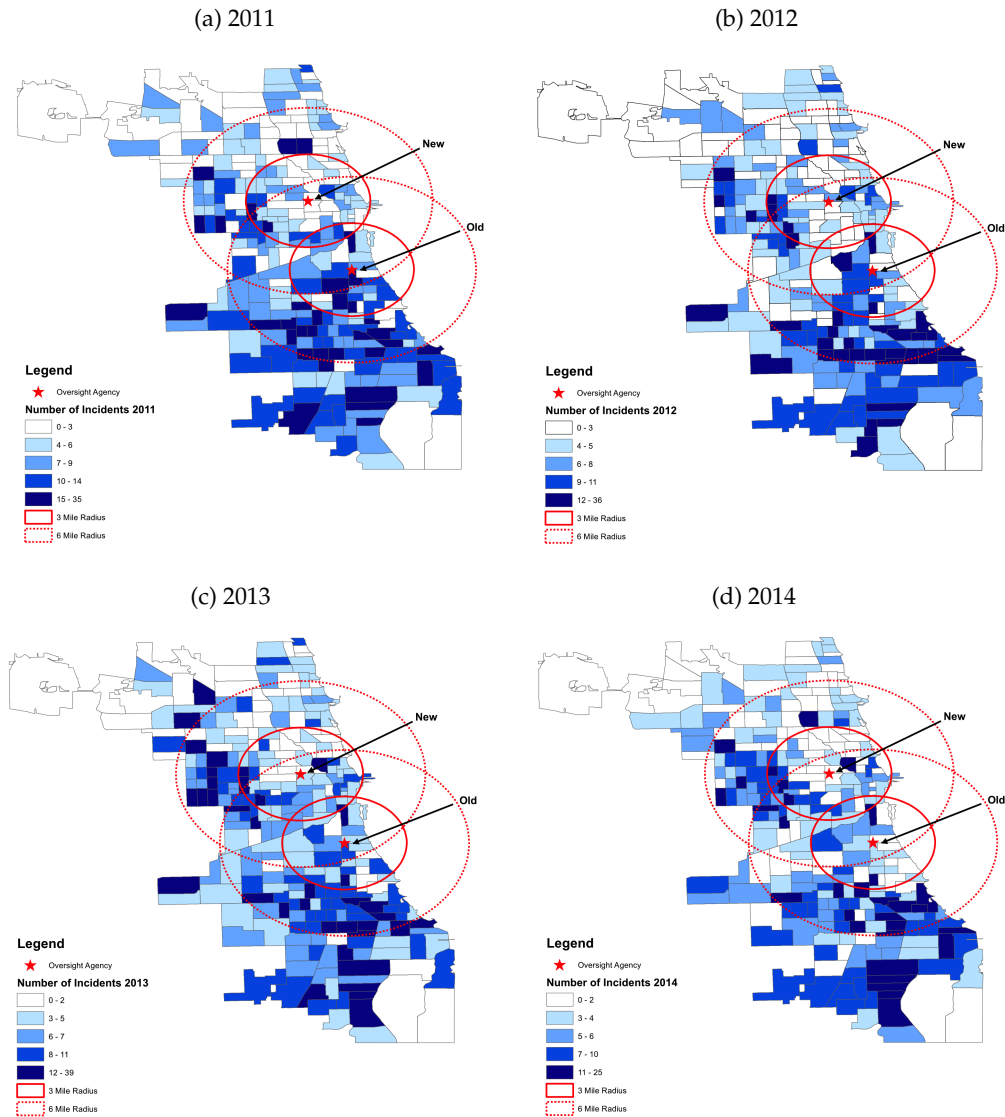 (a) 2011
New
Old
Legend
Oversight Agency
Number of Incidents 2011
0 - 3
4 - 6
7 - 9
10 - 14
15 - 35
3 Mile Radius
6 Mile Radius
(b) 2012
New
Old
Legend
Oversight Agency
Number of Incidents 2012
0 - 3
4 - 5
6 - 8
9 - 11
12 - 36
3 Mile Radius
6 Mile Radius
(c) 2013
New
Old
Legend
Oversight Agency
Number of Incidents 2013
0 - 2
3 - 5
6 - 7
8 - 11
12 - 39
3 Mile Radius
6 Mile Radius
(d) 2014
New
Old
Legend
Oversight Agency
Number of Incidents 2014
0 - 2
3 - 4
5 - 6
7 - 10
11 - 25
3 Mile Radius
6 Mile Radius